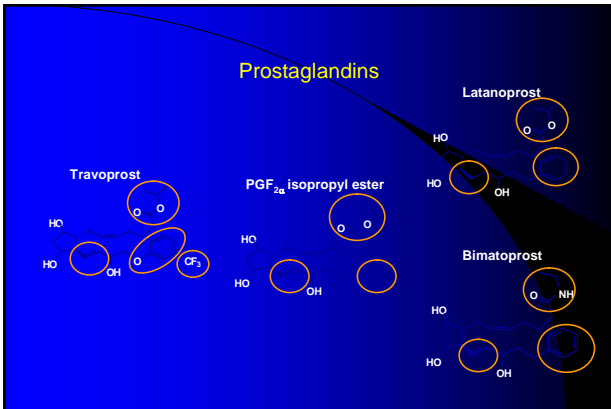 Prostaglandins
Latanoprost
O O
HO
HO
OH
Travoprost
O O
HO
HO
OH
O
CF3
PGF2α isopropyl ester
O O
HO
HO
OH
Bimatoprost
O NH
HO
HO
OH